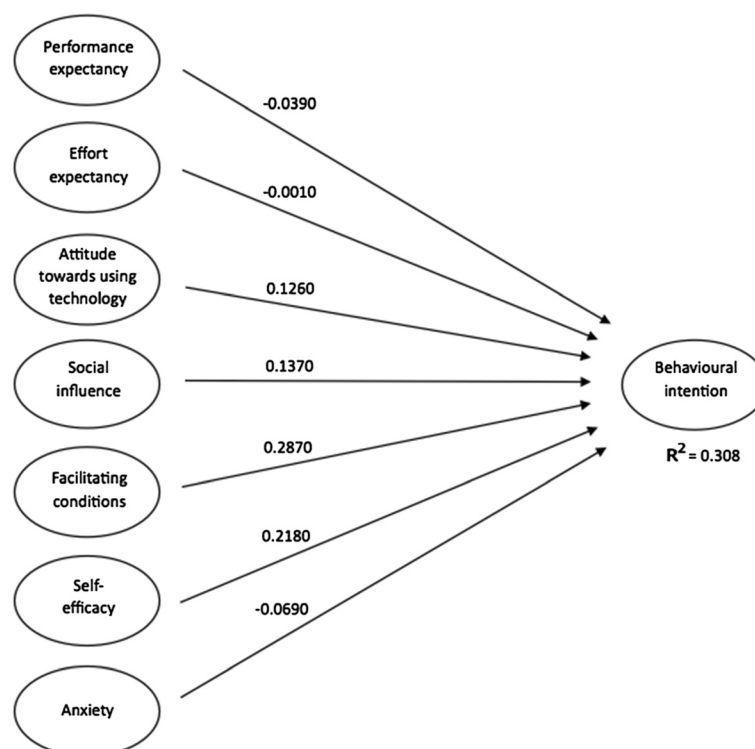 Performance
expectancy
-0.0390
Effort
expectancy
-0.0010
Attitude
towards using
technology
0.1260
Social
influence
0.1370
Behavioural
intention
R² = 0.308
Facilitating
conditions
0.2870
Self-
efficacy
0.2180
Anxiety
-0.0690